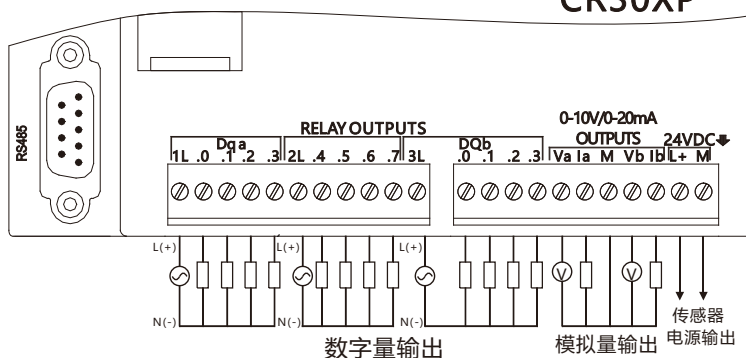 CR30XP
0-10V/0-20mA
RELAY OUTPUTS OUTPUTS 24VDC
Dqa DQb
1L .0 .1 .2 .3 2L .4 .5 .6 .7 3L .0 .1 .2 .3 Va Ia M Vb Ib L+ M
RS485
L(+) L(+) L(+)
V V
N(-) N(-) N(-)
传感器
电源输出
数字量输出 模拟量输出